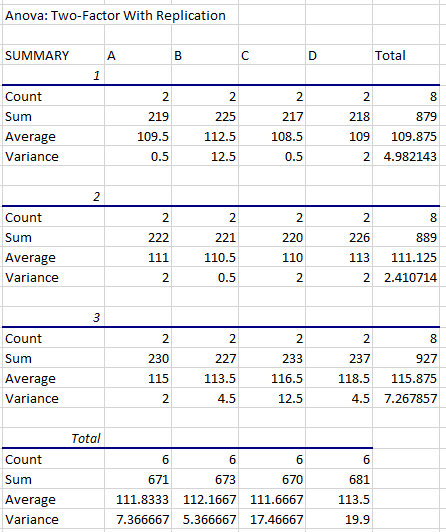 Anova: Two-Factor With Replication
SUMMARY A B C D Total
1
Count 2 2 2 2 8
Sum 219 225 217 218 879
Average 109.5 112.5 108.5 109 109.875
Variance 0.5 12.5 0.5 2 4.982143
2
Count 2 2 2 2 8
Sum 222 221 220 226 889
Average 111 110.5 110 113 111.125
Variance 2 0.5 2 2 2.410714
3
Count 2 2 2 2 8
Sum 230 227 233 237 927
Average 115 113.5 116.5 118.5 115.875
Variance 2 4.5 12.5 4.5 7.267857
Total
Count 6 6 6 6
Sum 671 673 670 681
Average 111.8333 112.1667 111.6667 113.5
Variance 7.366667 5.366667 17.46667 19.9